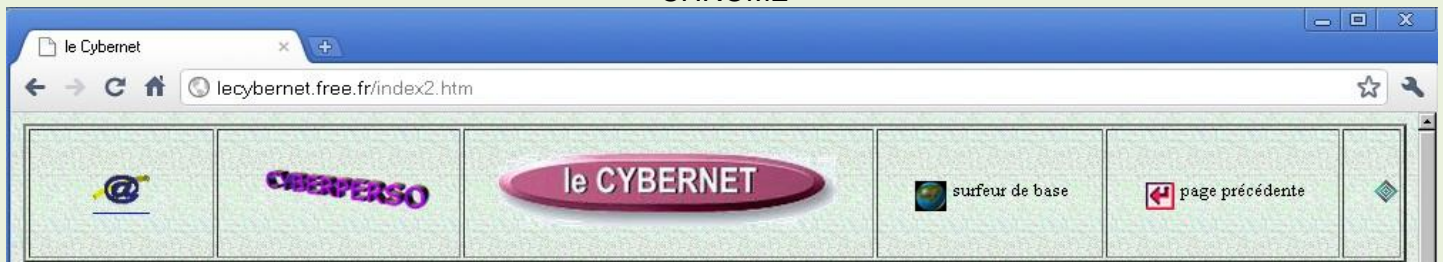 le Cybernet
lecybernet.free.fr/index2.htm
@ CYBERPERSO le CYBERNET surfeur de base page précédente